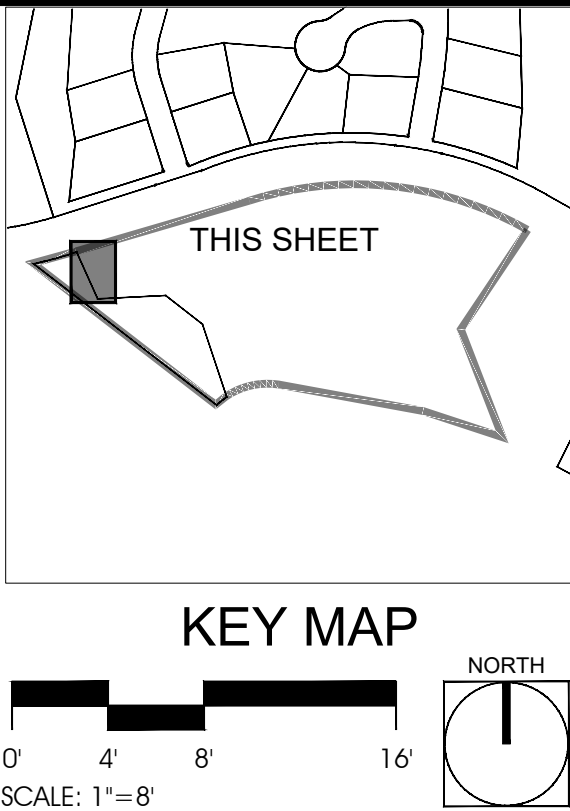 THIS SHEET
KEY MAP
NORTH
0' 4' 8' 16'
SCALE: 1"=8'